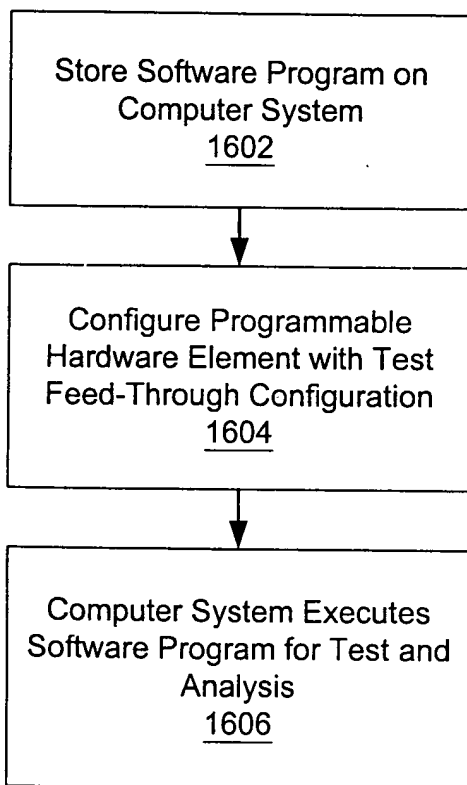 Store Software Program on
Computer System
1602
Configure Programmable
Hardware Element with Test
Feed-Through Configuration
1604
Computer System Executes
Software Program for Test and
Analysis
1606